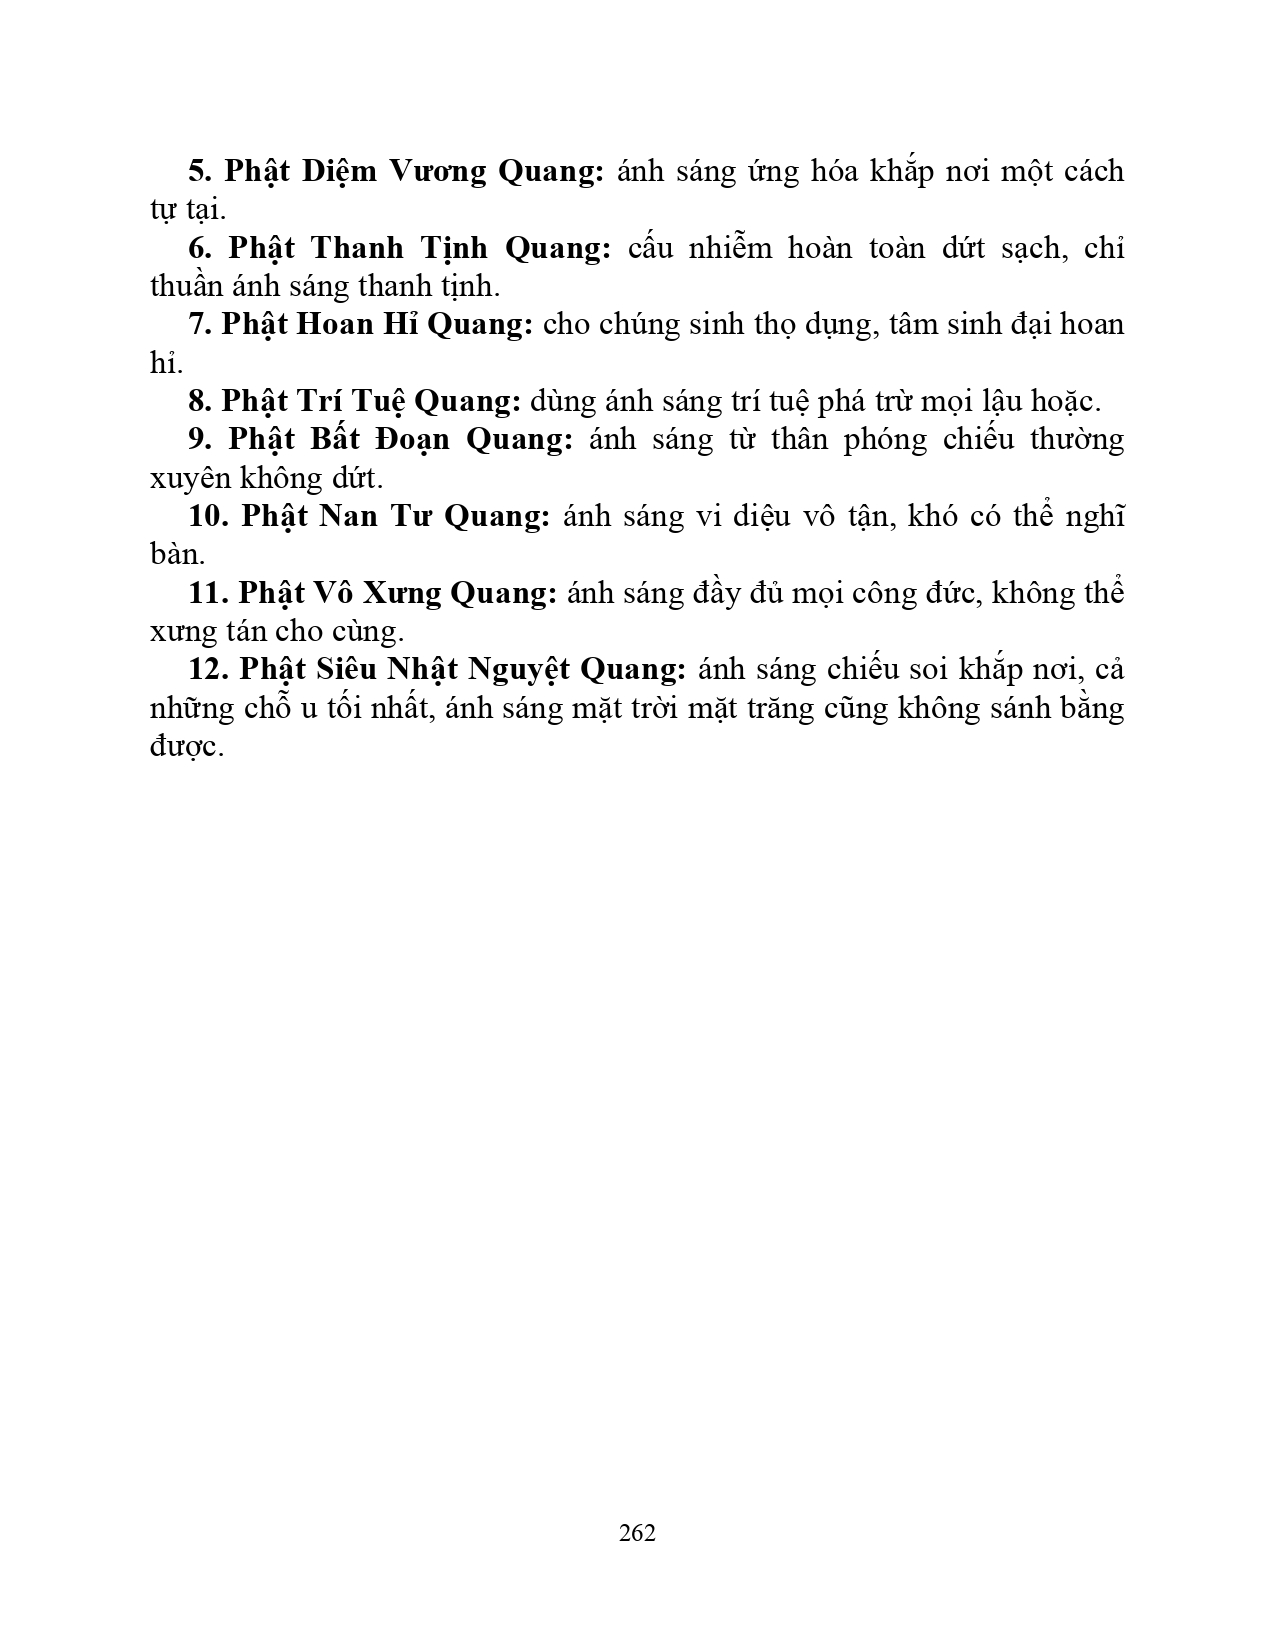 5. Phật Diệm Vương Quang: ánh sáng ứng hóa khắp nơi một cách
tự tại.
6. Phật Thanh Tịnh Quang: cấu nhiễm hoàn toàn dứt sạch, chỉ
thuần ánh sáng thanh tịnh.
7. Phật Hoan Hỉ Quang: cho chúng sinh thọ dụng, tâm sinh đại hoan
hỉ.
8. Phật Trí Tuệ Quang: dùng ánh sáng trí tuệ phá trừ mọi lậu hoặc.
9. Phật Bất Đoạn Quang: ánh sáng từ thân phóng chiếu thường
xuyên không dứt.
10. Phật Nan Tư Quang: ánh sáng vi diệu vô tận, khó có thể nghĩ
bàn.
11. Phật Vô Xưng Quang: ánh sáng đầy đủ mọi công đức, không thể
xưng tán cho cùng.
12. Phật Siêu Nhật Nguyệt Quang: ánh sáng chiếu soi khắp nơi, cả
những chỗ u tối nhất, ánh sáng mặt trời mặt trăng cũng không sánh bằng
được.
262